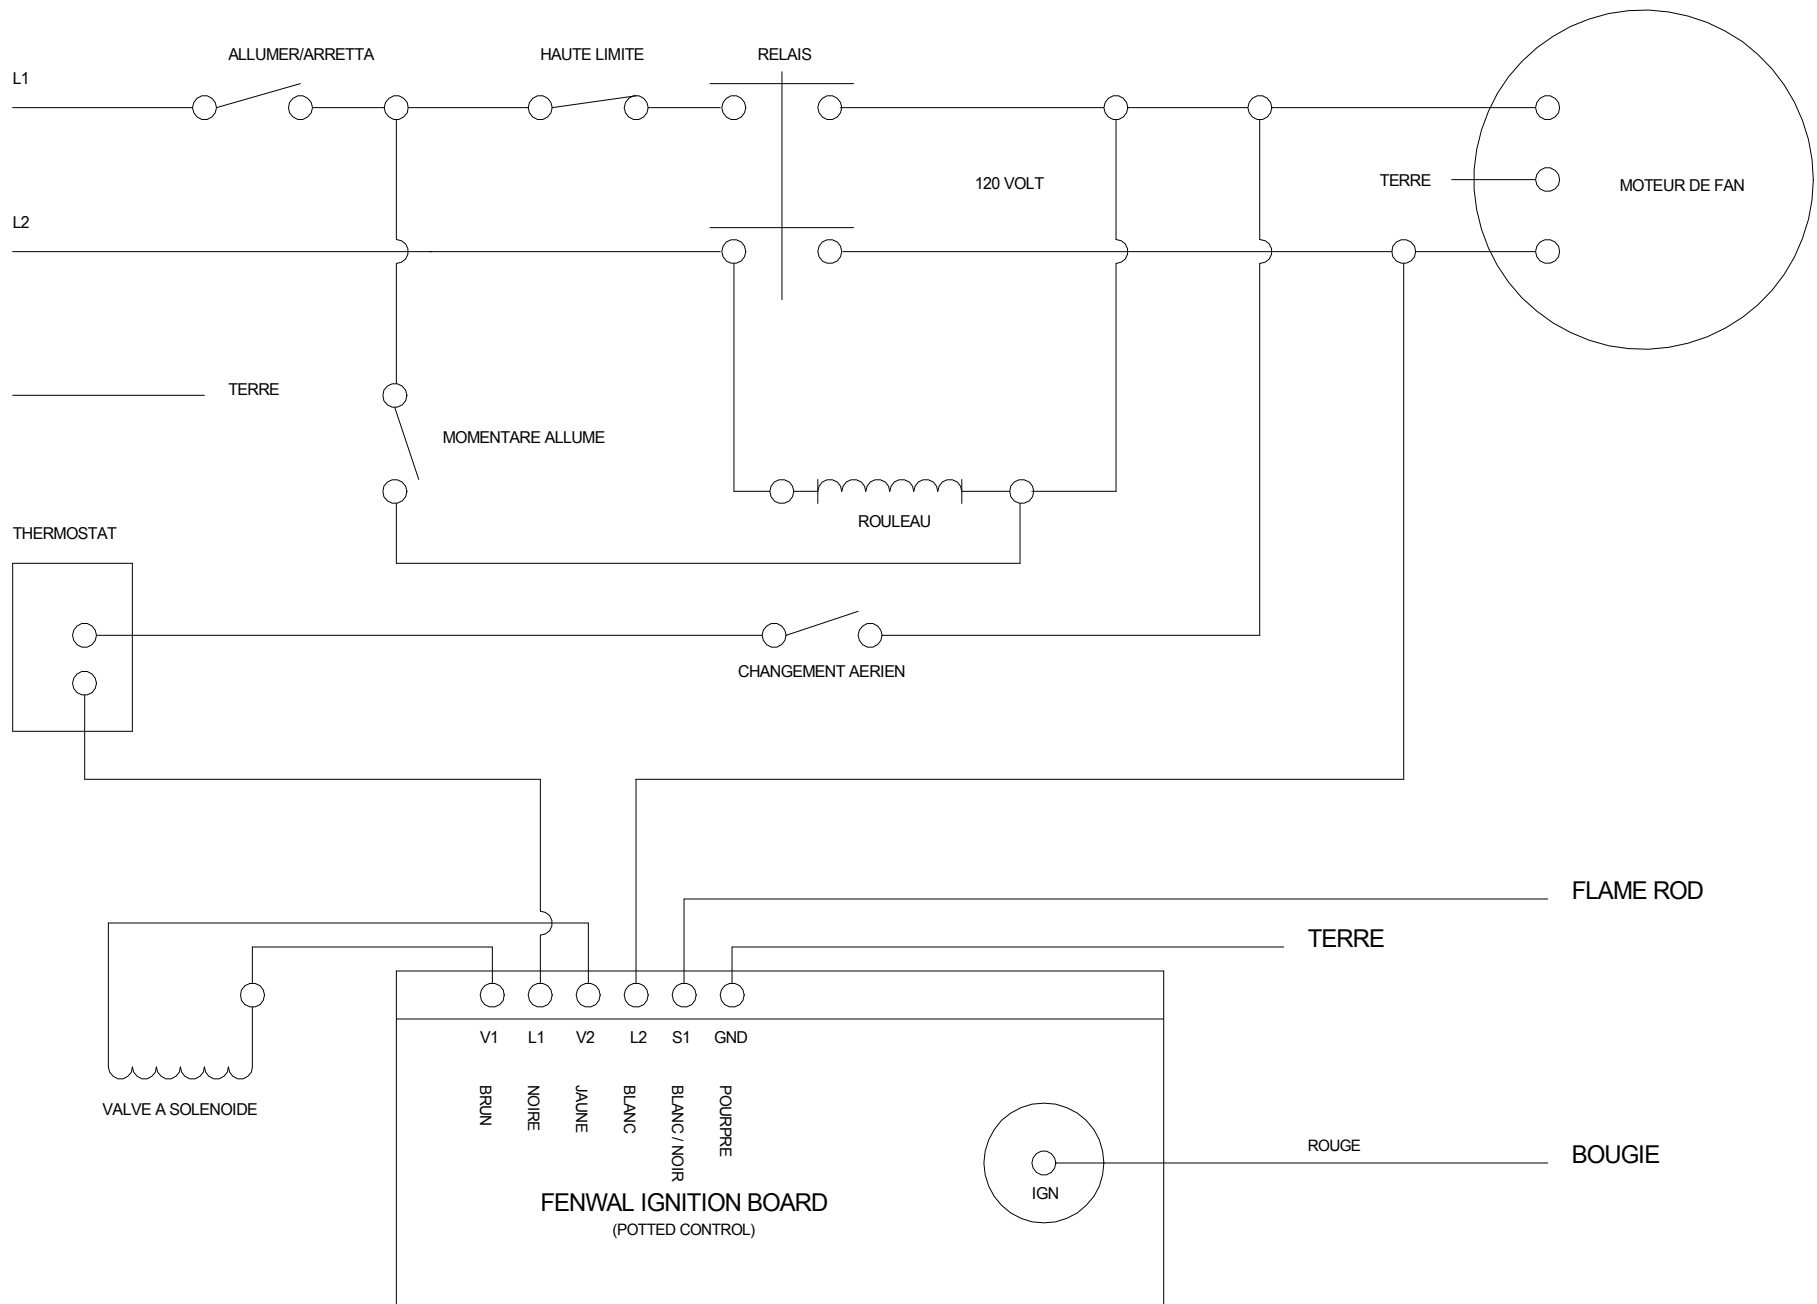 ALLUMER/ARRETTA
HAUTE LIMITE
RELAIS
L1
120 VOLT
TERRE
MOTEUR DE FAN
L2
TERRE
MOMENTARE ALLUME
ROULEAU
THERMOSTAT
CHANGEMENT AERIEN
FLAME ROD
TERRE
V1 L1 V2 L2 S1 GND
BRUN
NOIRE
JAUNE
BLANC
BLANC / NOIR
POURPRE
VALVE A SOLENOIDE
ROUGE
BOUGIE
IGN
FENWAL IGNITION BOARD
(POTTED CONTROL)